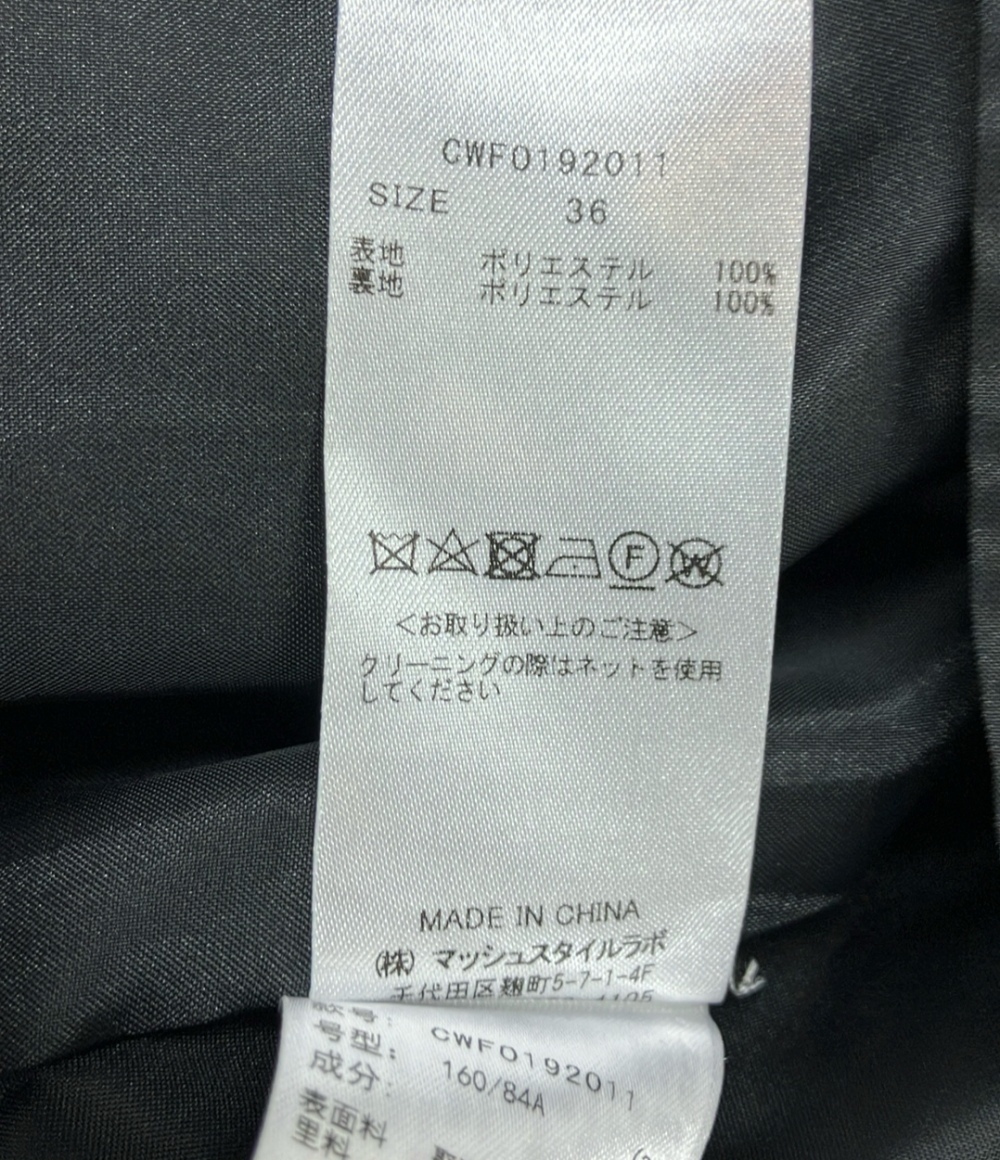 CWFO192011
SIZE 36
表地 ポリエステル 100%
裏地 ポリエステル 100%
F
W
<お取り扱い上のご注意>
クリーニングの際はネットを使用
してください
MADE IN CHINA
(株) マッシュスタイルラボ
千代田区麹町5-7-1-4F
款号:
号型: CWFO192011
成分: 160/84A
表面料
里料